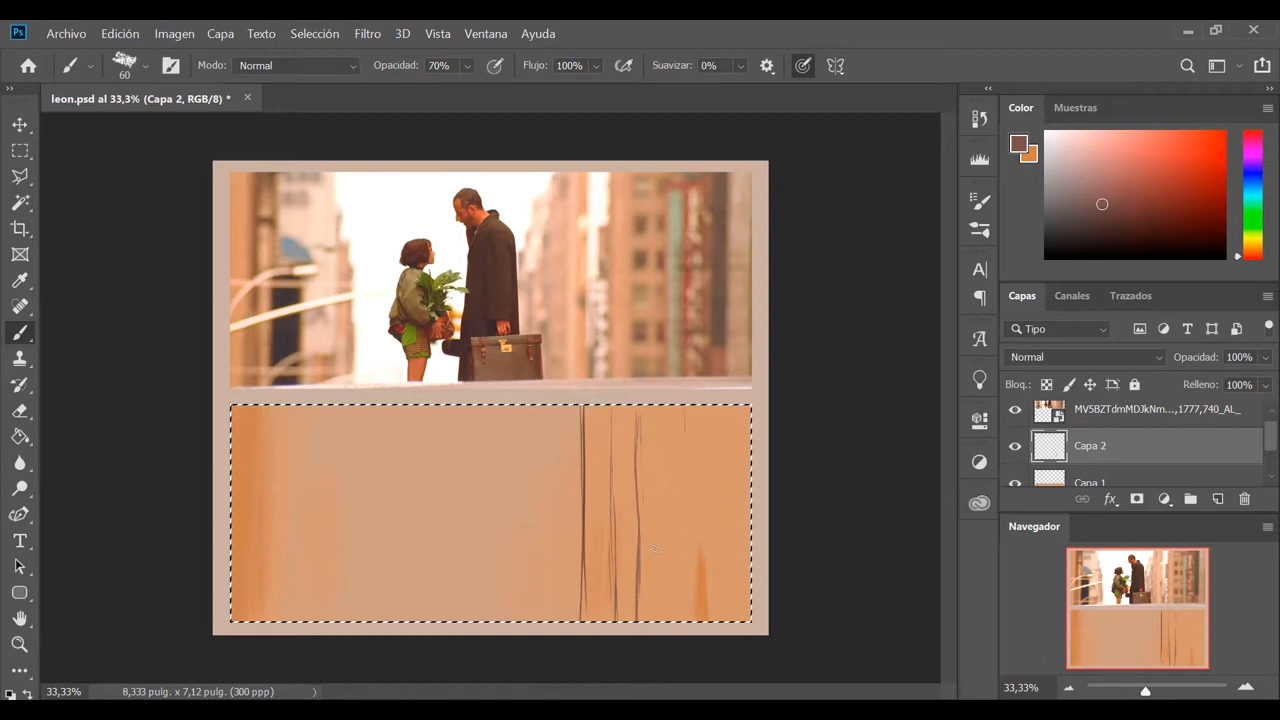 Ps Archivo Edición Imagen Capa Texto Selección Filtro 3D Vista Ventana Ayuda
60 Modo: Normal Opacidad: 70% Flujo: 100% Suavizar: 0%
leon.psd al 33,3% (Capa 2, RGB/8) *
Color Muestras
Capas Canales Trazados
Tipo
Normal Opacidad: 100%
Bloq.: Relleno: 100%
MV5BZTdmMDJkNm...,1777,740_AL_
Capa 2
Capa 1
Navegador
33,33%
33,33% 8,333 pulg. x 7,12 pulg. (300 ppp)